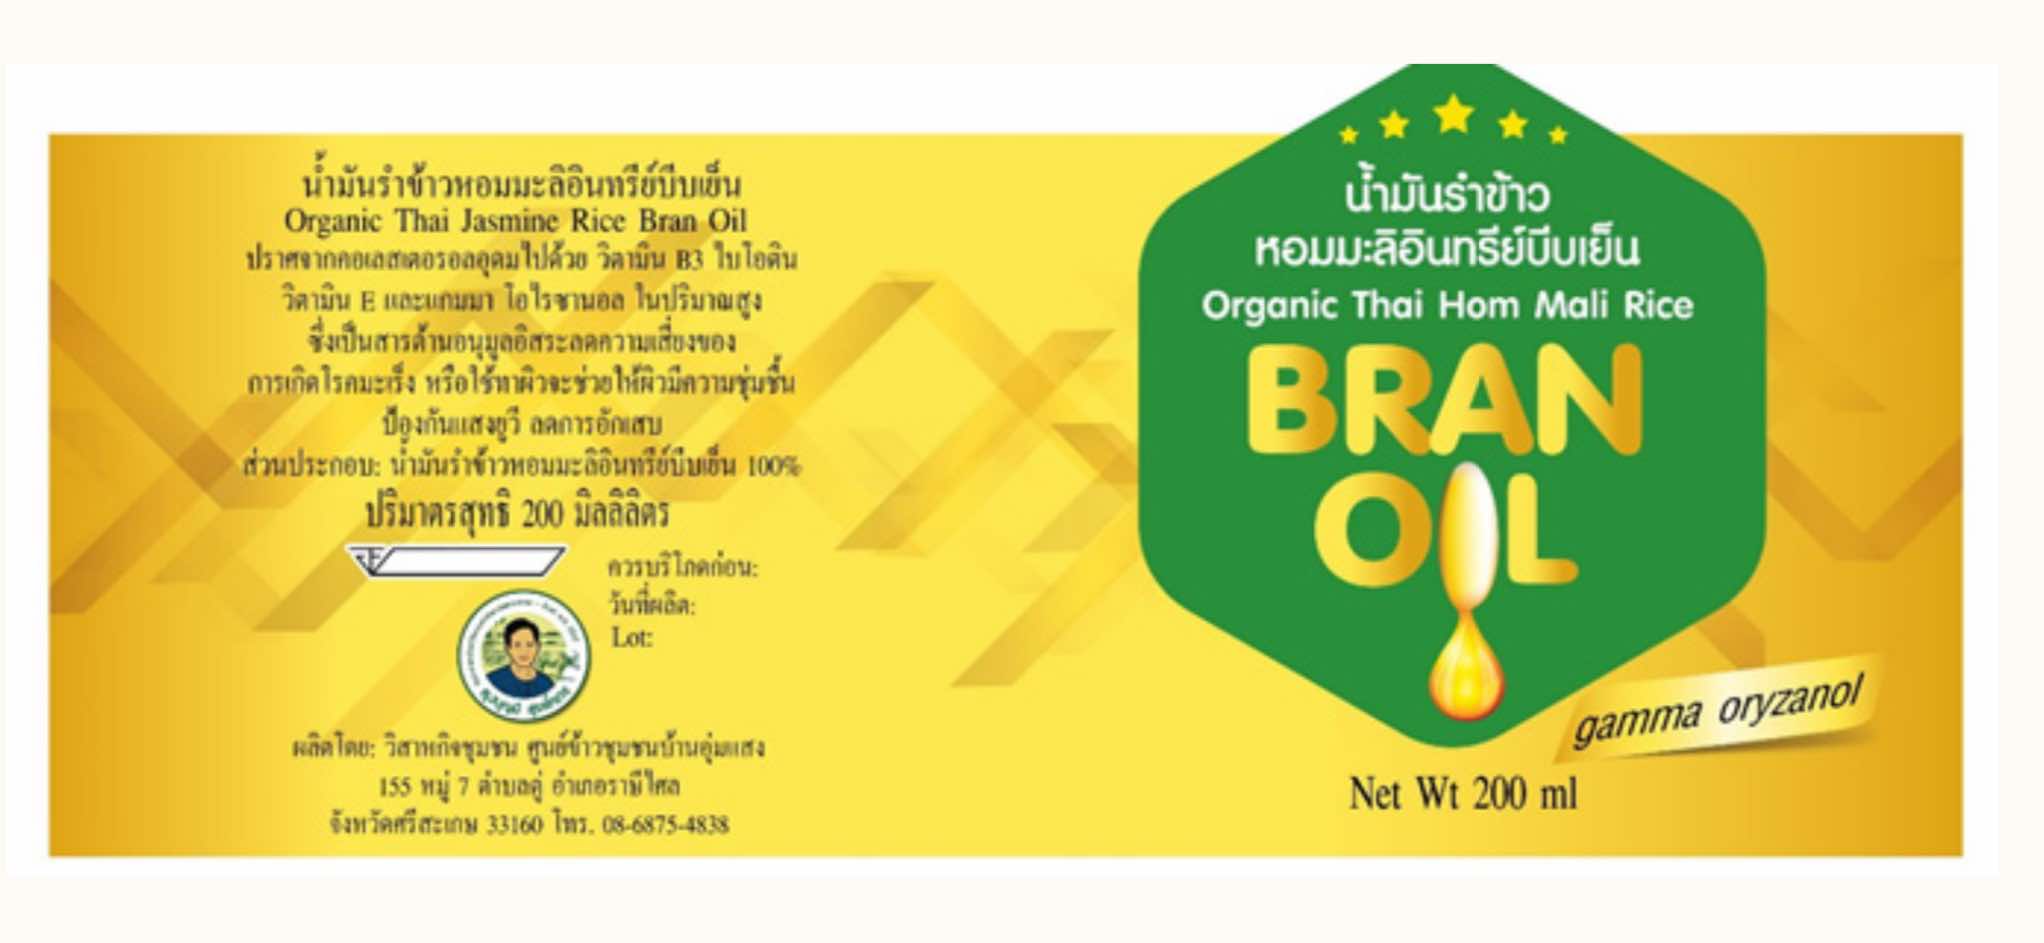 น้ำมันรำข้าวหอมมะลิอินทรีย์บีบเย็น
Organic Thai Jasmine Rice Bran Oil
ปราศจากคอเลสเตอรอลอุดมไปด้วย วิตามิน B3 ไบโอติน
วิตามิน E และแกมมา โอไรซานอล ในปริมาณสูง
ซึ่งเป็นสารต้านอนุมูลอิสระลดความเสี่ยงของ
การเกิดโรคมะเร็ง หรือใช้ทาผิวจะช่วยให้ผิวมีความชุ่มชื้น
ป้องกันแสงยูวี ลดการอักเสบ
ส่วนประกอบ: น้ำมันรำข้าวหอมมะลิอินทรีย์บีบเย็น 100%
ปริมาตรสุทธิ 200 มิลลิลิตร
ควรบริโภคก่อน:
วันที่ผลิต:
Lot:
ผลิตโดย: วิสาหกิจชุมชน ศูนย์ข้าวชุมชนบ้านอุ่มแสง
155 หมู่ 7 ตำบลดู่ อำเภอราษีไศล
จังหวัดศรีสะเกษ 33160 โทร. 08-6875-4838
น้ำมันรำข้าว
หอมมะลิอินทรีย์บีบเย็น
Organic Thai Hom Mali Rice
BRAN
OIL
gamma oryzanol
Net Wt 200 ml